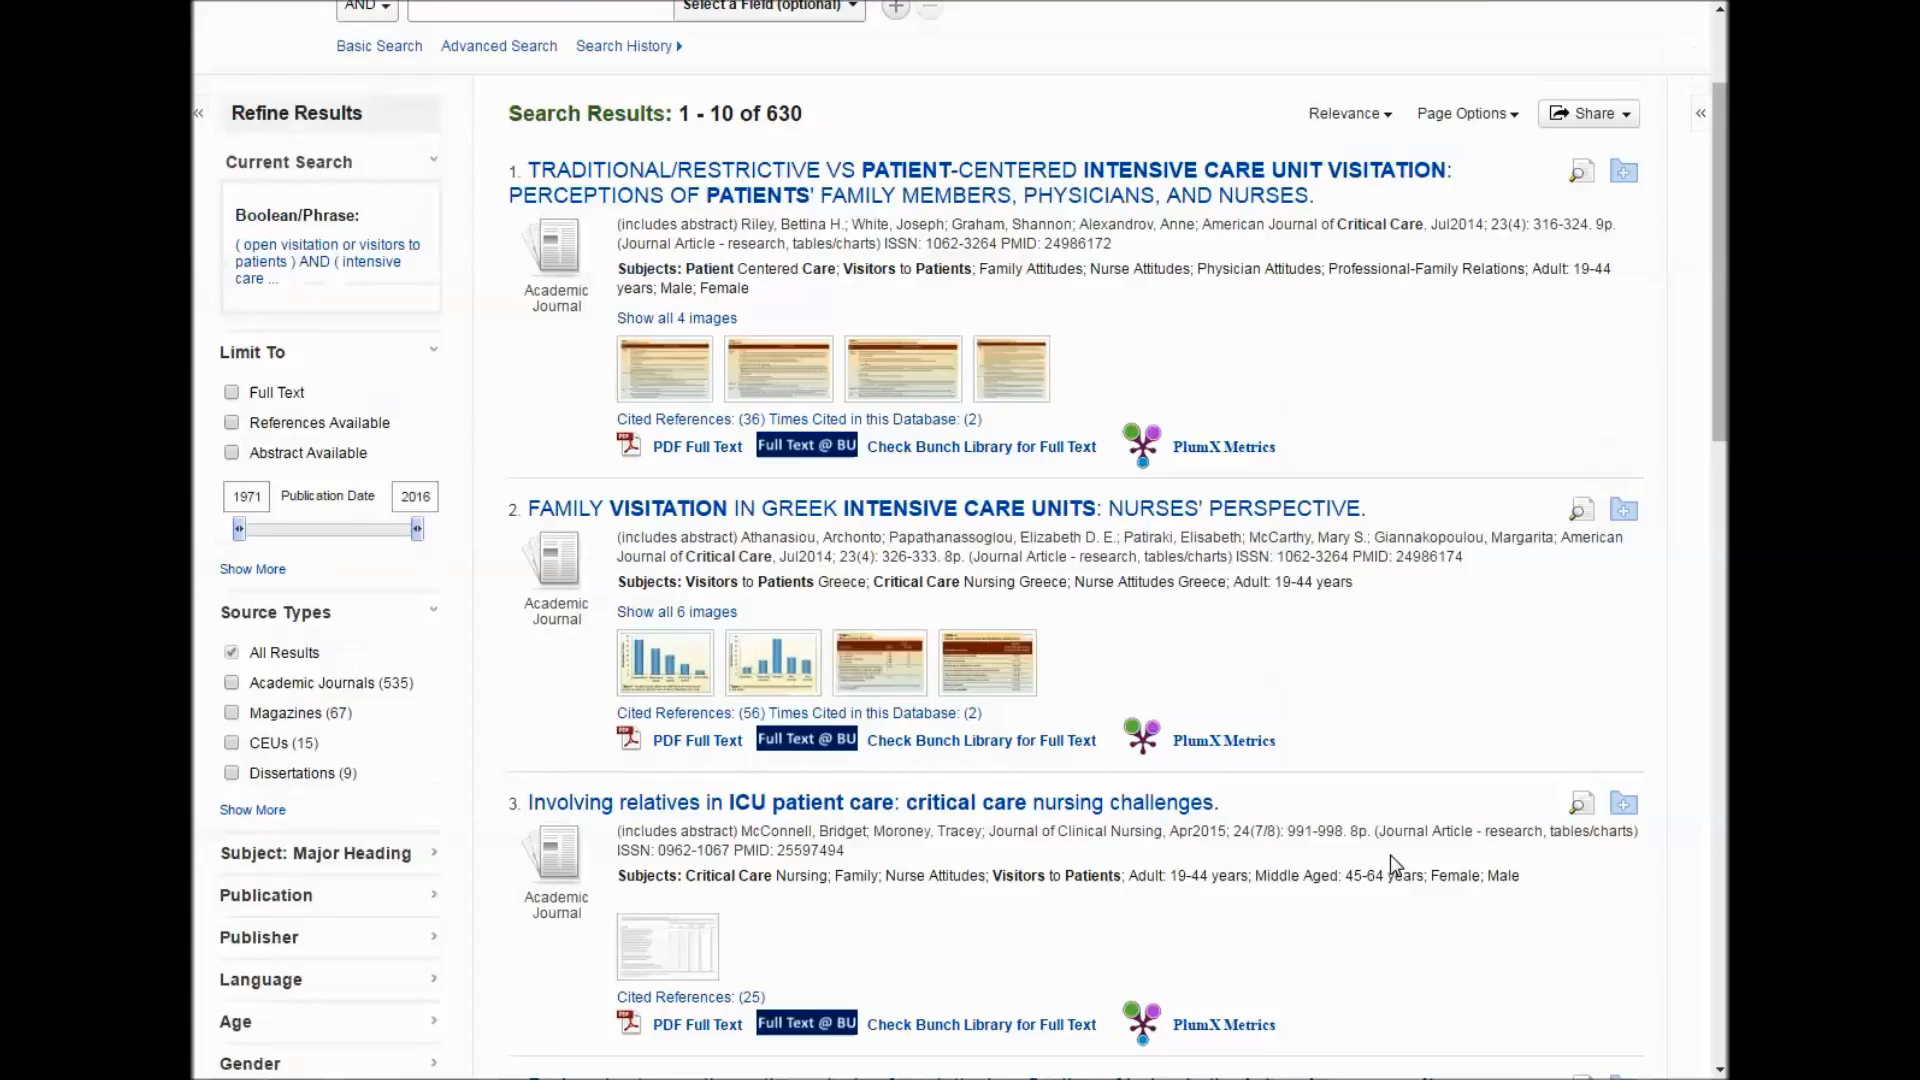 AND
Select a Field (optional)
Basic Search Advanced Search Search History
Refine Results
Current Search
Boolean/Phrase:
( open visitation or visitors to
patients ) AND ( intensive
care ...
Limit To
Full Text
References Available
Abstract Available
1971 Publication Date 2016
Show More
Source Types
All Results
Academic Journals (535)
Magazines (67)
CEUs (15)
Dissertations (9)
Show More
Subject: Major Heading
Publication
Publisher
Language
Age
Gender
Search Results: 1 - 10 of 630
Relevance Page Options Share
1. TRADITIONAL/RESTRICTIVE VS PATIENT-CENTERED INTENSIVE CARE UNIT VISITATION:
PERCEPTIONS OF PATIENTS' FAMILY MEMBERS, PHYSICIANS, AND NURSES.
Academic
Journal
(includes abstract) Riley, Bettina H.; White, Joseph; Graham, Shannon; Alexandrov, Anne; American Journal of Critical Care, Jul2014; 23(4): 316-324. 9p.
(Journal Article - research, tables/charts) ISSN: 1062-3264 PMID: 24986172
Subjects: Patient Centered Care; Visitors to Patients; Family Attitudes; Nurse Attitudes; Physician Attitudes; Professional-Family Relations; Adult: 19-44
years; Male; Female
Show all 4 images
Cited References: (36) Times Cited in this Database: (2)
PDF Full Text Full Text @ BU Check Bunch Library for Full Text PlumX Metrics
2. FAMILY VISITATION IN GREEK INTENSIVE CARE UNITS: NURSES' PERSPECTIVE.
Academic
Journal
(includes abstract) Athanasiou, Archonto; Papathanassoglou, Elizabeth D. E.; Patiraki, Elisabeth; McCarthy, Mary S.; Giannakopoulou, Margarita; American
Journal of Critical Care, Jul2014; 23(4): 326-333. 8p. (Journal Article - research, tables/charts) ISSN: 1062-3264 PMID: 24986174
Subjects: Visitors to Patients Greece; Critical Care Nursing Greece; Nurse Attitudes Greece; Adult: 19-44 years
Show all 6 images
Cited References: (56) Times Cited in this Database: (2)
PDF Full Text Full Text @ BU Check Bunch Library for Full Text PlumX Metrics
3. Involving relatives in ICU patient care: critical care nursing challenges.
Academic
Journal
(includes abstract) McConnell, Bridget; Moroney, Tracey; Journal of Clinical Nursing, Apr2015; 24(7/8): 991-998. 8p. (Journal Article - research, tables/charts)
ISSN: 0962-1067 PMID: 25597494
Subjects: Critical Care Nursing; Family; Nurse Attitudes; Visitors to Patients; Adult: 19-44 years; Middle Aged: 45-64 years; Female; Male
Cited References: (25)
PDF Full Text Full Text @ BU Check Bunch Library for Full Text PlumX Metrics